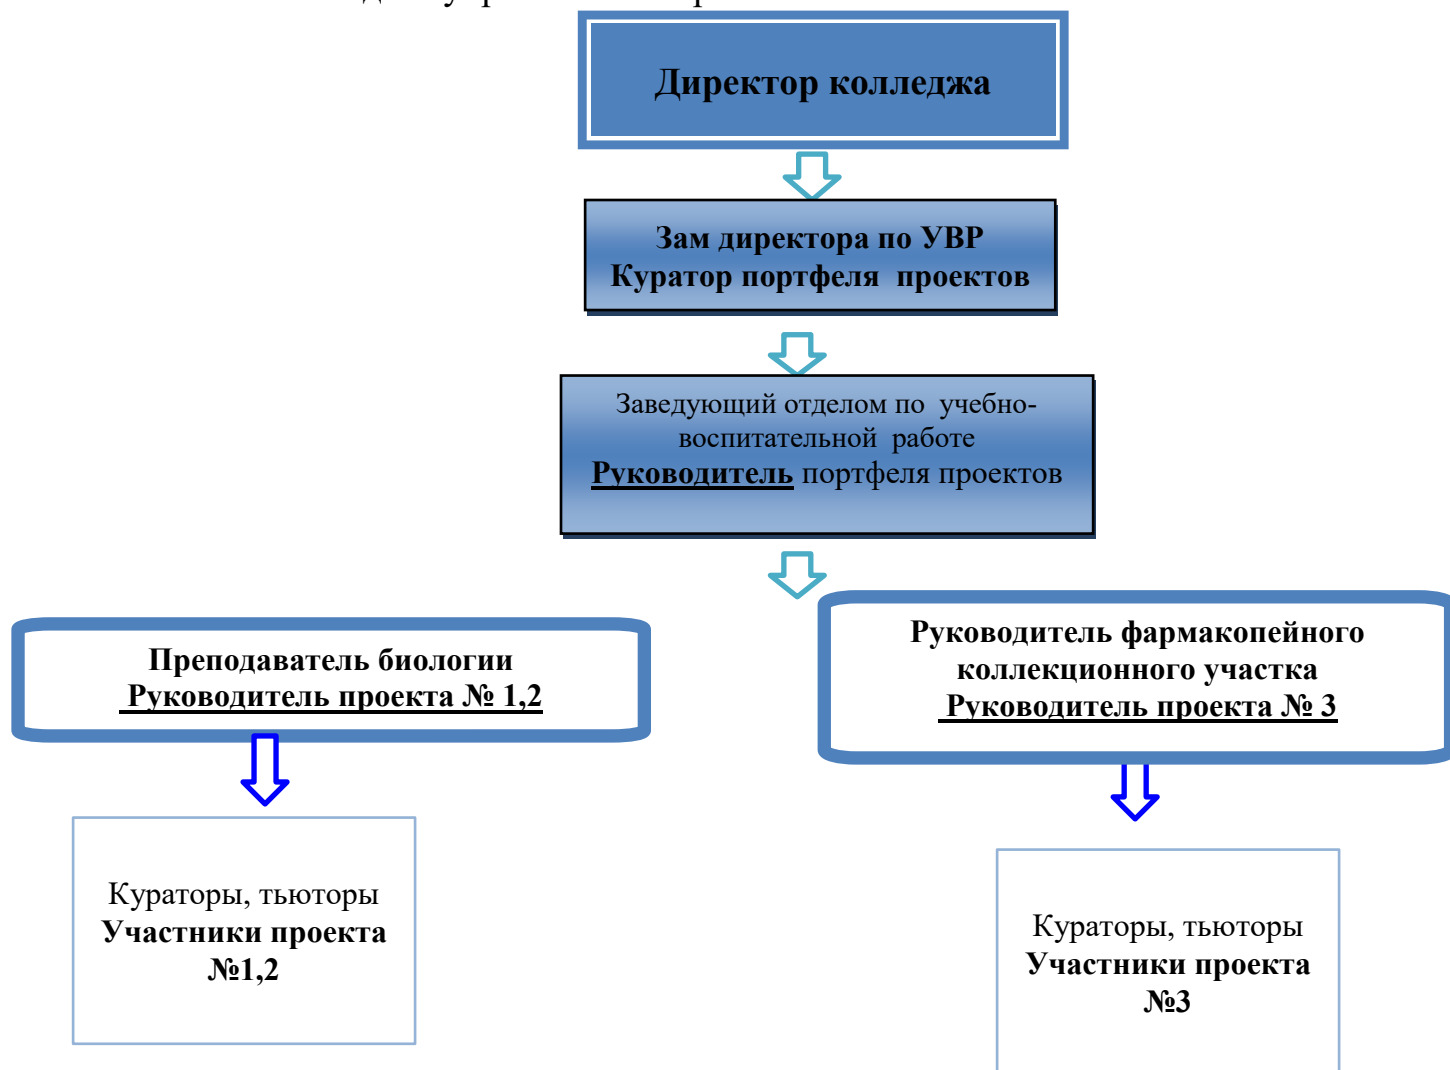 Директор колледжа
Зам директора по УВР
Куратор портфеля проектов
Заведующий отделом по учебно-
воспитательной работе
Руководитель портфеля проектов
Преподаватель биологии
Руководитель проекта № 1,2
Руководитель фармакопейного
коллекционного участка
Руководитель проекта № 3
Кураторы, тьюторы
Участники проекта
№1,2
Кураторы, тьюторы
Участники проекта
№3